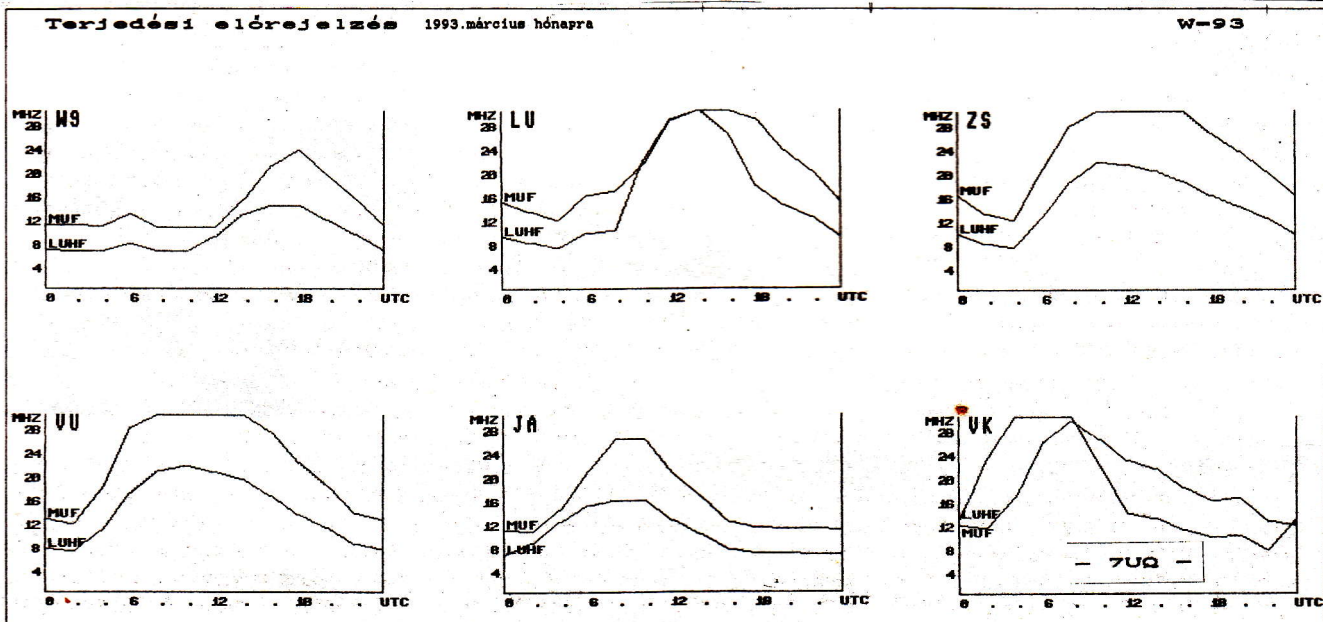 Terjedési előrejelzés 1993.március hónapra W-93
MHZ W9
28
24
20
16
12
8
4
MUF
LUHF
0 . . 6 . . 12 . . 18 . . UTC
MHZ LU
28
24
20
16
12
8
4
MUF
LUHF
0 . . 6 . . 12 . . 18 . . UTC
MHZ ZS
28
24
20
16
12
8
4
MUF
LUHF
0 . . 6 . . 12 . . 18 . . UTC
MHZ VU
28
24
20
16
12
8
4
MUF
LUHF
0 . . 6 . . 12 . . 18 . . UTC
MHZ JA
28
24
20
16
12
8
4
MUF
LUHF
0 . . 6 . . 12 . . 18 . . UTC
MHZ VK
28
24
20
16
12
8
4
LUHF
MUF
- 7UQ -
0 . . 6 . . 12 . . 18 . . UTC